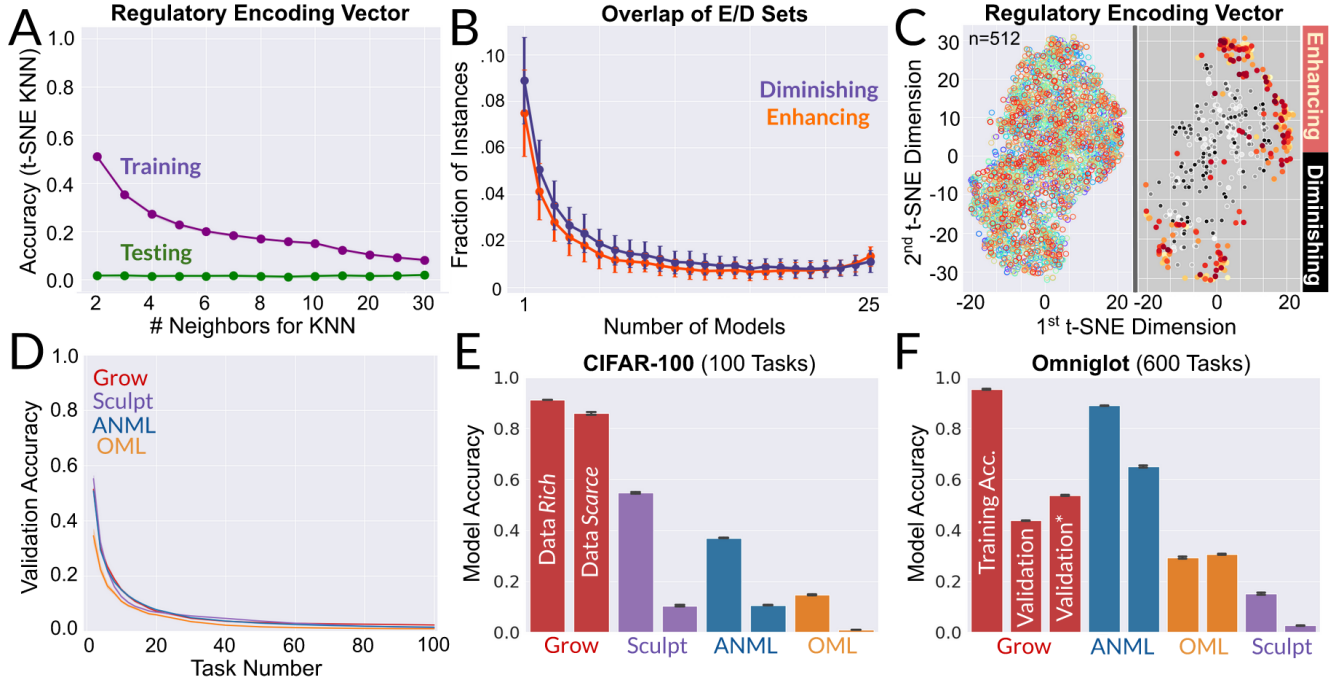 A
Regulatory Encoding Vector
Accuracy (t-SNE KNN)
1.0
0.8
0.6
0.4
0.2
0.0
Training
Testing
2 4 6 8 10 20 30
# Neighbors for KNN
B
Overlap of E/D Sets
Fraction of Instances
.10
.08
.06
.04
.02
0
Diminishing
Enhancing
1 25
Number of Models
C
Regulatory Encoding Vector
2nd t-SNE Dimension
30
20
10
0
-10
-20
-30
n=512
Enhancing
Diminishing
-20 0 20 -20 0 20
1st t-SNE Dimension
D
Validation Accuracy
1.0
0.8
0.6
0.4
0.2
0.0
Grow
Sculpt
ANML
OML
0 20 40 60 80 100
Task Number
E
CIFAR-100 (100 Tasks)
Model Accuracy
1.0
0.8
0.6
0.4
0.2
0.0
Data Rich
Data Scarce
Grow Sculpt ANML OML
F
Omniglot (600 Tasks)
Model Accuracy
1.0
0.8
0.6
0.4
0.2
0.0
Training Acc.
Validation
Validation*
Grow ANML OML Sculpt